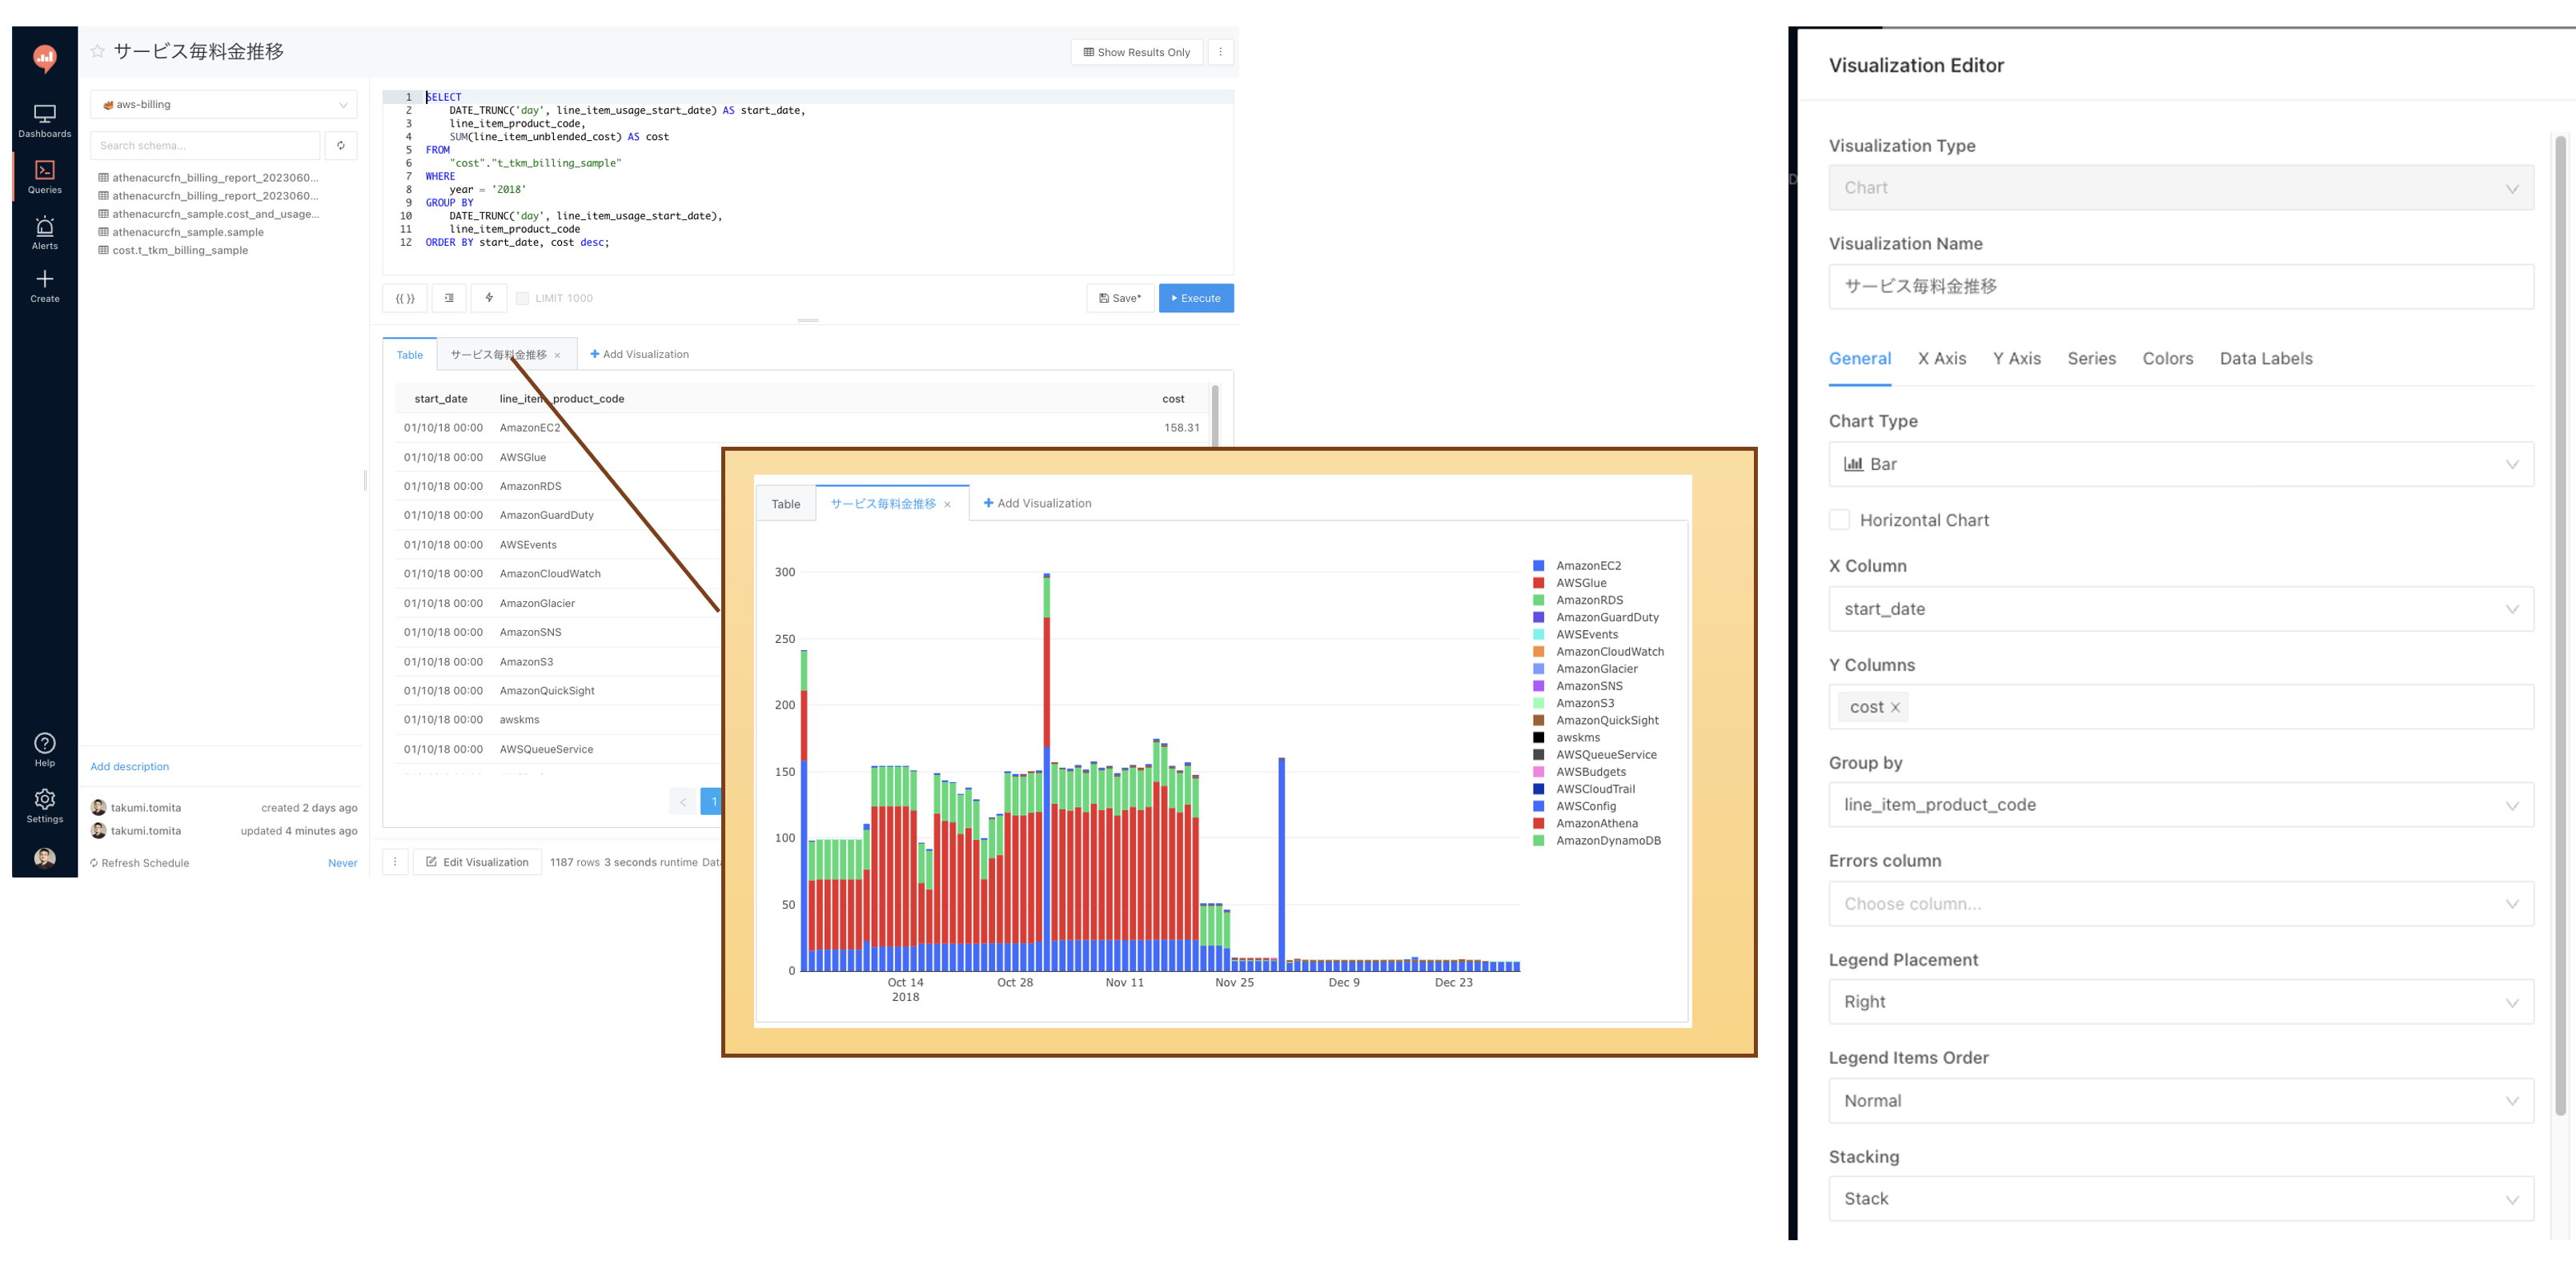 サービス毎料金推移
Show Results Only
Dashboards
Queries
Alerts
Create
Help
Settings
aws-billing
Search schema...
athenacurcfn_billing_report_2023060...
athenacurcfn_billing_report_2023060...
athenacurcfn_sample.cost_and_usage...
athenacurcfn_sample.sample
cost.t_tkm_billing_sample
Add description
takumi.tomita created 2 days ago
takumi.tomita updated 4 minutes ago
Refresh Schedule Never
1 SELECT
2 DATE_TRUNC('day', line_item_usage_start_date) AS start_date,
3 line_item_product_code,
4 SUM(line_item_unblended_cost) AS cost
5 FROM
6 "cost"."t_tkm_billing_sample"
7 WHERE
8 year = '2018'
9 GROUP BY
10 DATE_TRUNC('day', line_item_usage_start_date),
11 line_item_product_code
12 ORDER BY start_date, cost desc;
{{ }} LIMIT 1000 Save* Execute
Table サービス毎料金推移 × + Add Visualization
start_date line_item_product_code cost
01/10/18 00:00 AmazonEC2 158.31
01/10/18 00:00 AWSGlue
01/10/18 00:00 AmazonRDS
01/10/18 00:00 AmazonGuardDuty
01/10/18 00:00 AWSEvents
01/10/18 00:00 AmazonCloudWatch
01/10/18 00:00 AmazonGlacier
01/10/18 00:00 AmazonSNS
01/10/18 00:00 AmazonS3
01/10/18 00:00 AmazonQuickSight
01/10/18 00:00 awskms
01/10/18 00:00 AWSQueueService
< 1
Edit Visualization 1187 rows 3 seconds runtime Data
Table サービス毎料金推移 × + Add Visualization
300
250
200
150
100
50
0
Oct 14 Oct 28 Nov 11 Nov 25 Dec 9 Dec 23
2018
AmazonEC2
AWSGlue
AmazonRDS
AmazonGuardDuty
AWSEvents
AmazonCloudWatch
AmazonGlacier
AmazonSNS
AmazonS3
AmazonQuickSight
awskms
AWSQueueService
AWSBudgets
AWSCloudTrail
AWSConfig
AmazonAthena
AmazonDynamoDB
Visualization Editor
Visualization Type
Chart
Visualization Name
サービス毎料金推移
General X Axis Y Axis Series Colors Data Labels
Chart Type
Bar
Horizontal Chart
X Column
start_date
Y Columns
cost ×
Group by
line_item_product_code
Errors column
Choose column...
Legend Placement
Right
Legend Items Order
Normal
Stacking
Stack